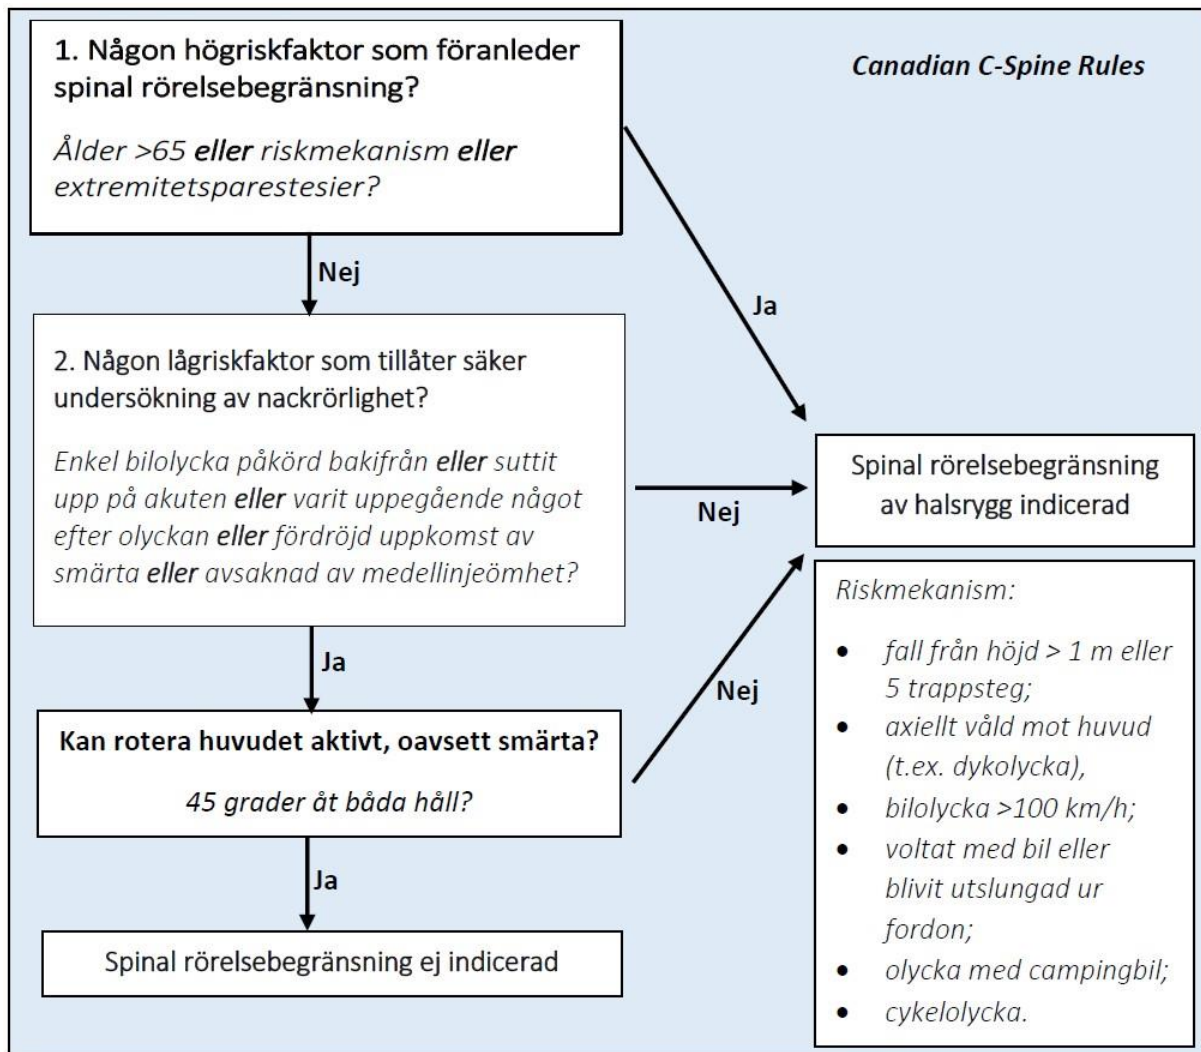 1. Någon högriskfaktor som föranleder
spinal rörelsebegränsning?
Ålder >65 eller riskmekanism eller
extremitetsparestesier?
Canadian C-Spine Rules
Nej
Ja
2. Någon lågriskfaktor som tillåter säker
undersökning av nackrörlighet?
Enkel bilolycka påkörd bakifrån eller suttit
upp på akuten eller varit uppegående något
efter olyckan eller fördröjd uppkomst av
smärta eller avsaknad av medellinjeömhet?
Nej
Spinal rörelsebegränsning
av halsrygg indicerad
Ja
Kan rotera huvudet aktivt, oavsett smärta?
45 grader åt båda håll?
Nej
Ja
Spinal rörelsebegränsning ej indicerad
Riskmekanism:
• fall från höjd > 1 m eller
5 trappsteg;
• axiellt våld mot huvud
(t.ex. dykolycka),
• bilolycka >100 km/h;
• voltat med bil eller
blivit utslungad ur
fordon;
• olycka med campingbil;
• cykelolycka.